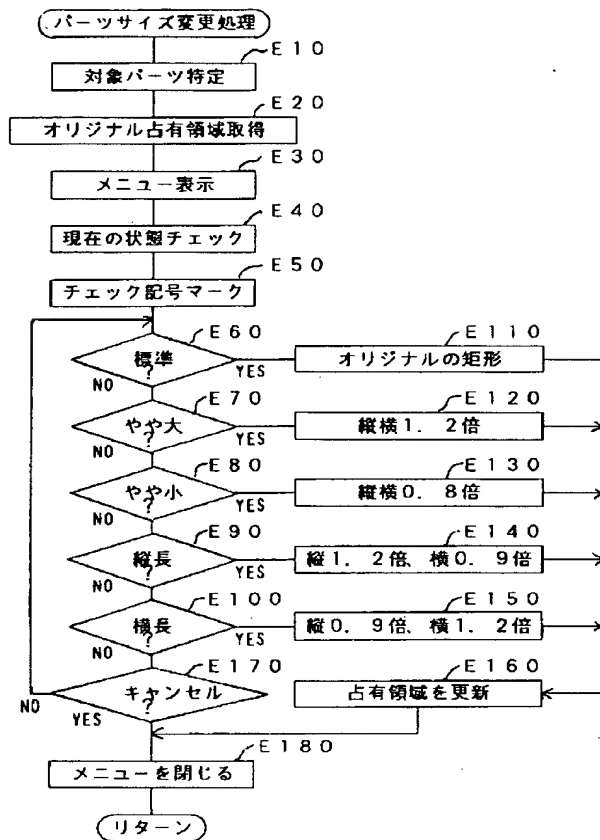 パーツサイズ変更処理
E10
対象パーツ特定
E20
オリジナル占有領域取得
E30
メニュー表示
E40
現在の状態チェック
E50
チェック記号マーク
E60
標準
?
NO
YES
E110
オリジナルの矩形
E70
やや大
?
NO
YES
E120
縦横1.2倍
E80
やや小
?
NO
YES
E130
縦横0.8倍
E90
縦長
?
NO
YES
E140
縦1.2倍、横0.9倍
E100
横長
?
NO
YES
E150
縦0.9倍、横1.2倍
E170
キャンセル
?
NO
YES
E160
占有領域を更新
E180
メニューを閉じる
リターン